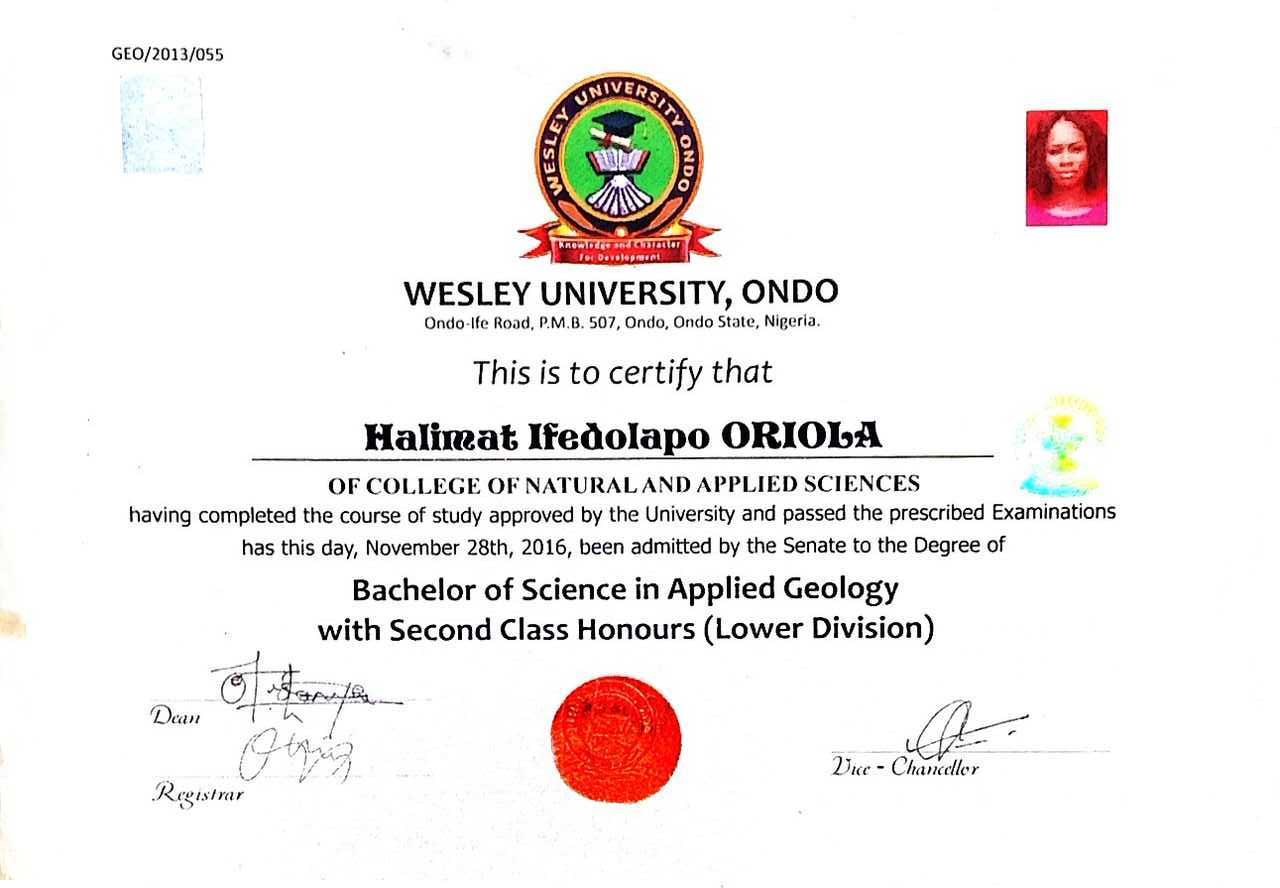 GEO/2013/055
WESLEY UNIVERSITY ONDO
Knowledge and Character
For Development
WESLEY UNIVERSITY, ONDO
Ondo-Ife Road, P.M.B. 507, Ondo, Ondo State, Nigeria.
This is to certify that
Halimat Ifedolapo ORIOLA
OF COLLEGE OF NATURAL AND APPLIED SCIENCES
having completed the course of study approved by the University and passed the prescribed Examinations
has this day, November 28th, 2016, been admitted by the Senate to the Degree of
Bachelor of Science in Applied Geology
with Second Class Honours (Lower Division)
Dean
Registrar
Vice - Chancellor